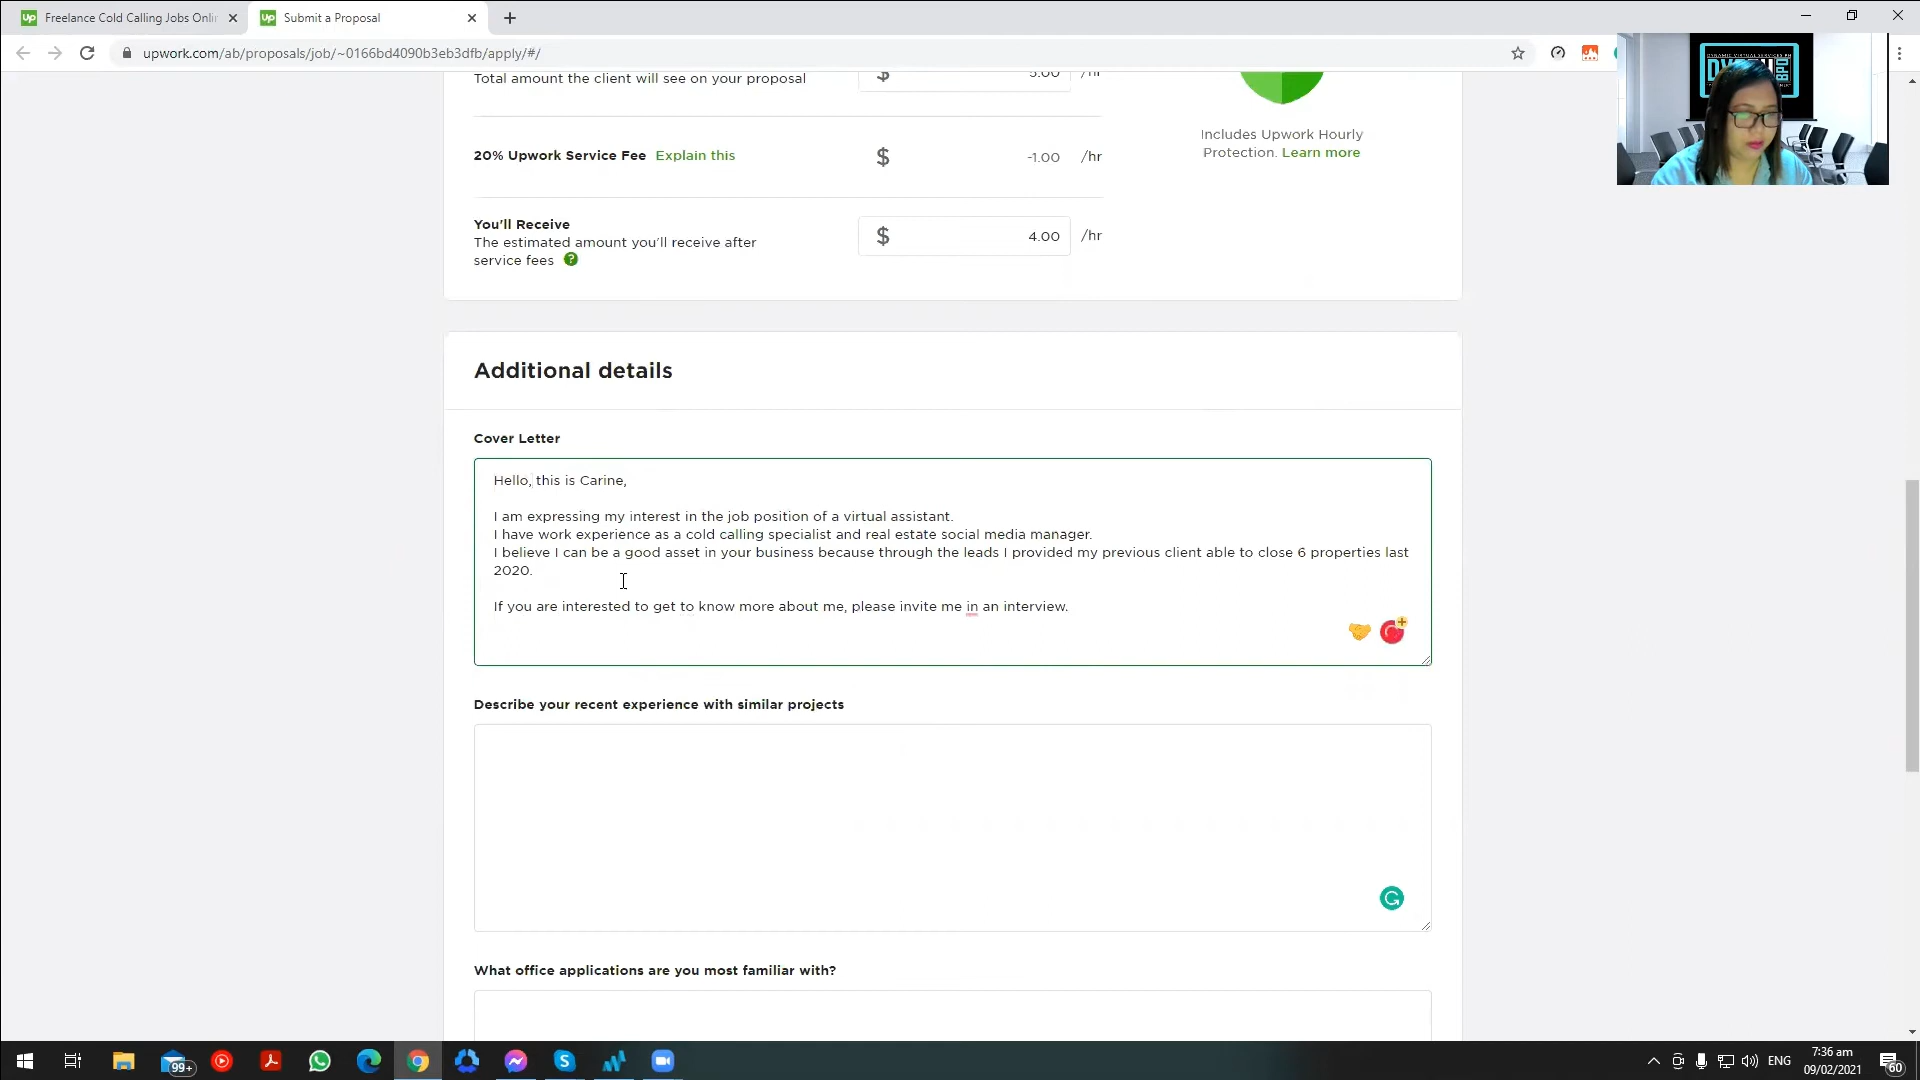 Freelance Cold Calling Jobs Onlin
Submit a Proposal
upwork.com/ab/proposals/job/~0166bd4090b3eb3dfb/apply/#/
Total amount the client will see on your proposal
$ 5.00 /hr
Includes Upwork Hourly
Protection. Learn more
20% Upwork Service Fee Explain this
$ -1.00 /hr
You'll Receive
The estimated amount you'll receive after
service fees ?
$ 4.00 /hr
Additional details
Cover Letter
Hello, this is Carine,
I am expressing my interest in the job position of a virtual assistant.
I have work experience as a cold calling specialist and real estate social media manager.
I believe I can be a good asset in your business because through the leads I provided my previous client able to close 6 properties last
2020.
If you are interested to get to know more about me, please invite me in an interview.
Describe your recent experience with similar projects
What office applications are you most familiar with?
99+
ENG
7:36 am
09/02/2021
60